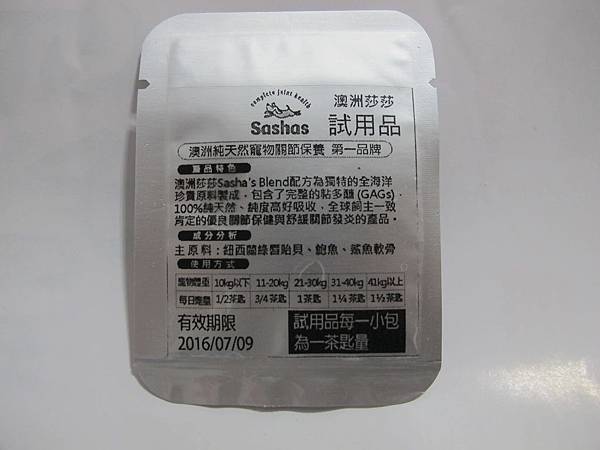 complete joint health
Sashas
澳洲莎莎
試用品
澳洲純天然寵物關節保養 第一品牌
產品特色
澳洲莎莎Sasha's Blend配方為獨特的全海洋
珍貴原料製成，包含了完整的黏多醣 (GAGs)，
100%純天然、純度高好吸收，全球飼主一致
肯定的優良關節保健與舒緩關節發炎的產品。
成分分析
主原料：紐西蘭綠唇貽貝、鮑魚、鯊魚軟骨
使用方式
寵物體重 10kg以下 11-20kg 21-30kg 31-40kg 41kg以上
每日劑量 1/2茶匙 3/4 茶匙 1茶匙 1¼ 茶匙 1½茶匙
有效期限
2016/07/09
試用品每一小包
為一茶匙量